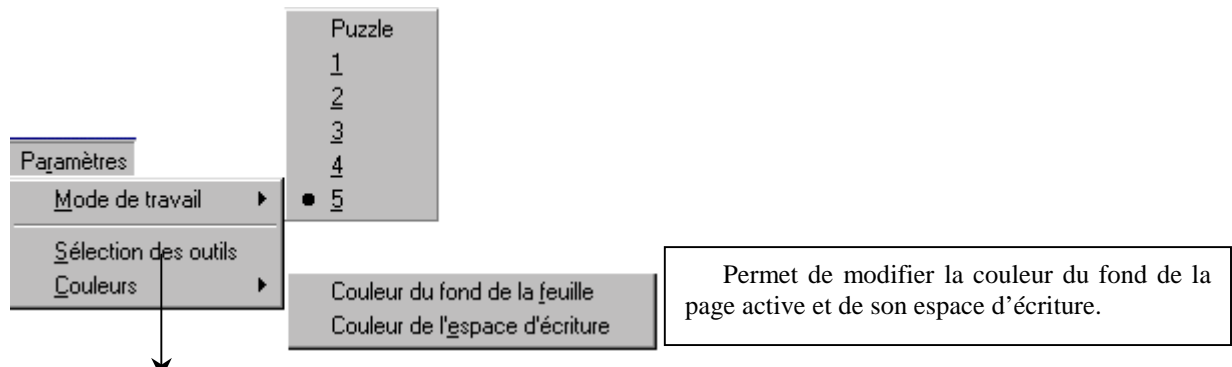 Puzzle
1
2
3
4
5
Paramètres
Mode de travail
Sélection des outils
Couleurs
Couleur du fond de la feuille
Couleur de l'espace d'écriture
Permet de modifier la couleur du fond de la
page active et de son espace d’écriture.